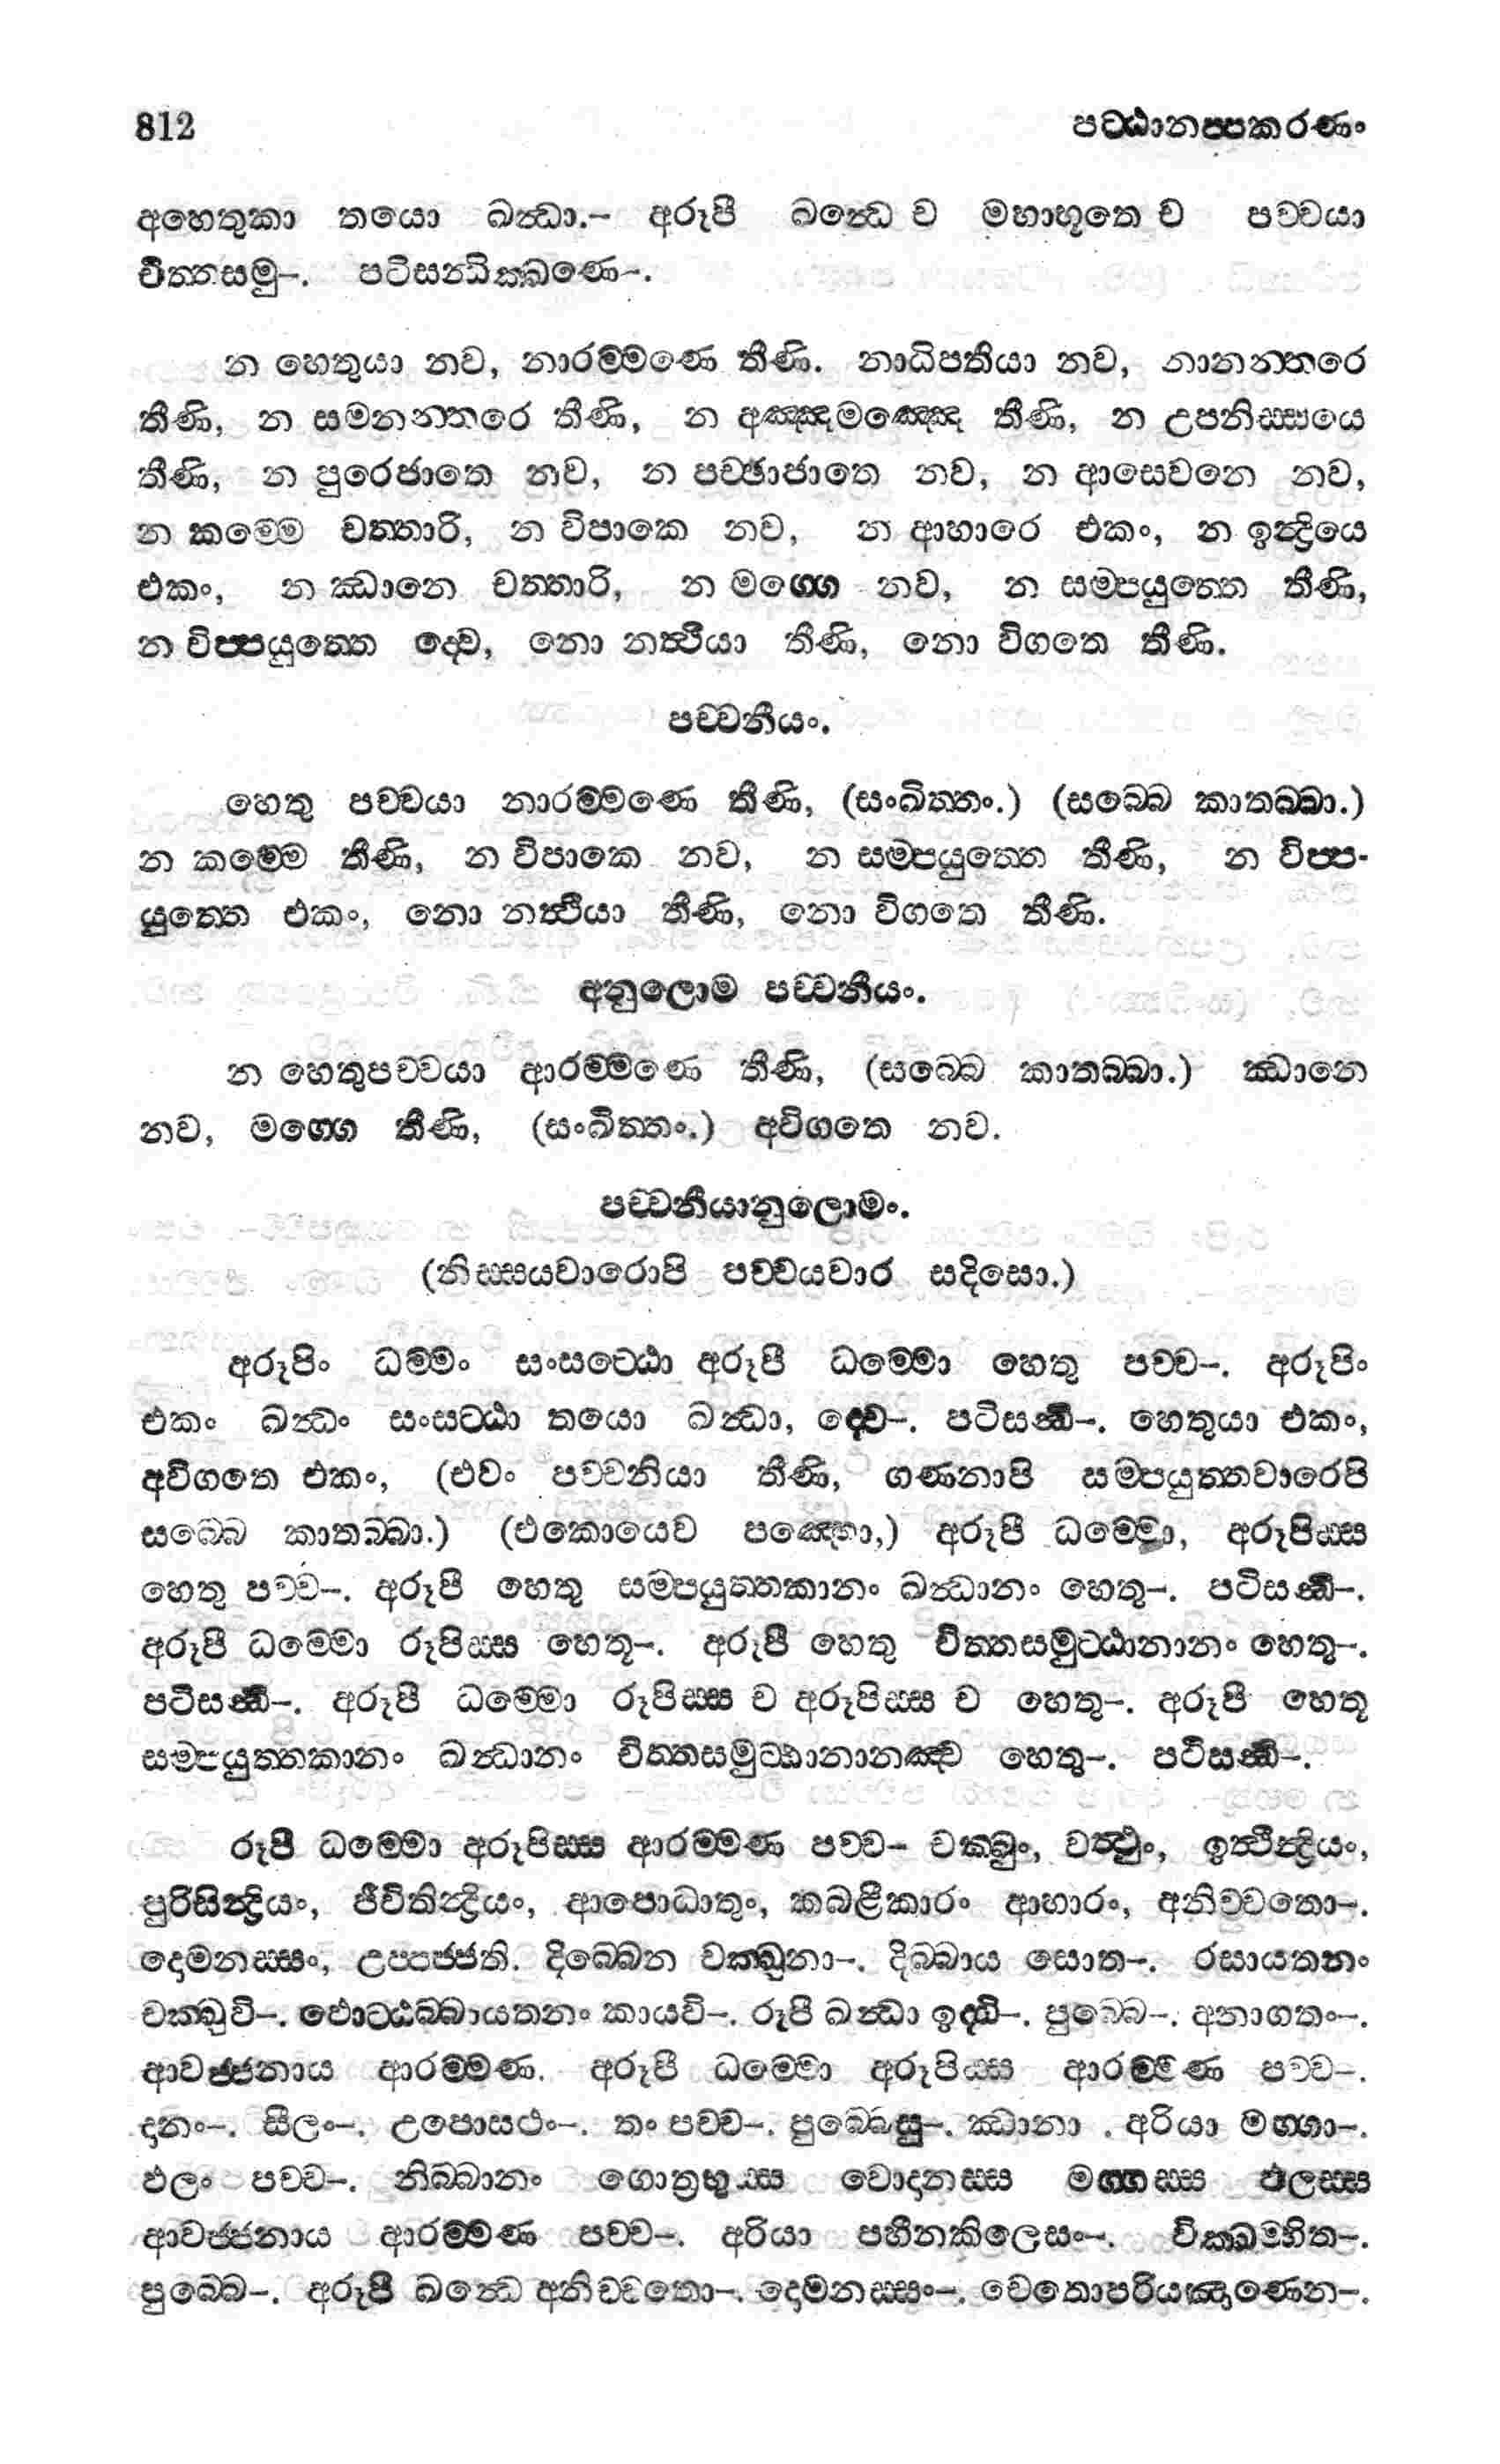 812 පට්ඨානප්පකරණං
අහෙතුකා තයො ඛන්ධා.– අරූපී ඛන්ධෙ ච මහාභූතෙ ච පච්චයා
චිත්තසමු–. පටිසන්ධික්ඛණෙ–.
න හෙතුයා නව, නාරම්මණෙ තීණි. නාධිපතියා නව, නානන්තරෙ
තීණි, න සමනන්තරෙ තීණි, න අඤ්ඤමඤ්ඤෙ තීණි, න උපනිස්සයෙ
තීණි, න පුරෙජාතෙ නව, න පච්ඡාජාතෙ නව, න ආසෙවනෙ නව,
න කම්මෙ චත්තාරි, න විපාකෙ නව, න ආහාරෙ එකං, න ඉන්ද්‍රියෙ
එකං, න ඣානෙ චත්තාරි, න මග්ගෙ නව, න සම්පයුත්තෙ තීණි,
න විප්පයුත්තෙ ද්වෙ, නො නත්ථියා තීණි, නො විගතෙ තීණි.
පච්චනීයං.
හෙතු පච්චයා නාරම්මණෙ තීණි, (සංඛිත්තං.) (සබ්බෙ කාතබ්බා.)
න කම්මෙ තීණි, න විපාකෙ නව, න සම්පයුත්තෙ තීණි, න විප්ප-
යුත්තෙ එකං, නො නත්ථියා තීණි, නො විගතෙ තීණි.
අනුලොම පච්චනීයං.
න හෙතුපච්චයා ආරම්මණෙ තීණි, (සබ්බෙ කාතබ්බා.) ඣානෙ
නව, මග්ගෙ තීණි, (සංඛිත්තං.) අවිගතෙ නව.
පච්චනීයානුලොමං.
(නිස්සයවාරොපි පච්චයවාර සදිසො.)
අරූපිං ධම්මං සංසට්ඨො අරූපී ධම්මො හෙතු පච්ච–. අරූපිං
එකං ඛන්ධං සංසට්ඨා තයො ඛන්ධා, ද්වෙ–. පටිසන්ධි–. හෙතුයා එකං,
අවිගතෙ එකං, (එවං පච්චනියා තීණි, ගණනාපි සම්පයුත්තවාරෙපි
සබ්බෙ කාතබ්බා.) (එකොයෙව පඤ්හො,) අරූපී ධම්මො, අරූපිස්ස
හෙතු පච්ච–. අරූපී හෙතු සම්පයුත්තකානං ඛන්ධානං හෙතු–. පටිසන්ධි–.
අරූපී ධම්මො රූපිස්ස හෙතු–. අරූපී හෙතු චිත්තසමුට්ඨානානං හෙතු–.
පටිසන්ධි–. අරූපී ධම්මො රූපිස්ස ච අරූපිස්ස ච හෙතු–. අරූපී හෙතු
සම්පයුත්තකානං ඛන්ධානං චිත්තසමුට්ඨානානඤ්ච හෙතු–. පටිසන්ධි–.
රූපී ධම්මො අරූපිස්ස ආරම්මණ පච්ච– චක්ඛුං, වත්ථුං, ඉත්ථින්ද්‍රියං,
පුරිසින්ද්‍රියං, ජීවිතින්ද්‍රියං, ආපොධාතුං, කබළීකාරං ආහාරං, අනිච්චතො–.
දොමනස්සං, උප්පජ්ජති. දිබ්බෙන චක්ඛුනා–. දිබ්බාය සොත–. රසායතනං
චක්ඛුවි–. ඵොට්ඨබ්බායතනං කායවි–. රූපී ඛන්ධා ඉද්ධි–. පුබ්බෙ–. අනාගතං–.
ආවජ්ජනාය ආරම්මණ. අරූපී ධම්මො අරූපිස්ස ආරම්මණ පච්ච–.
දානං–. සීලං–. උපොසථං–. තං පච්ච–. පුබ්බෙසු–. ඣානා . අරියා මග්ගා–.
ඵලං පච්ච–. නිබ්බානං ගොත්‍රභුස්ස වොදානස්ස මග්ගස්ස ඵලස්ස
ආවජ්ජනාය ආරම්මණ පච්ච–. අරියා පහීනකිලෙසං–. වික්ඛම්භිත–.
පුබ්බෙ–. අරූපී ඛන්ධෙ අනිච්චතො–. දොමනස්සං–. චෙතොපරියඤාණෙන–.